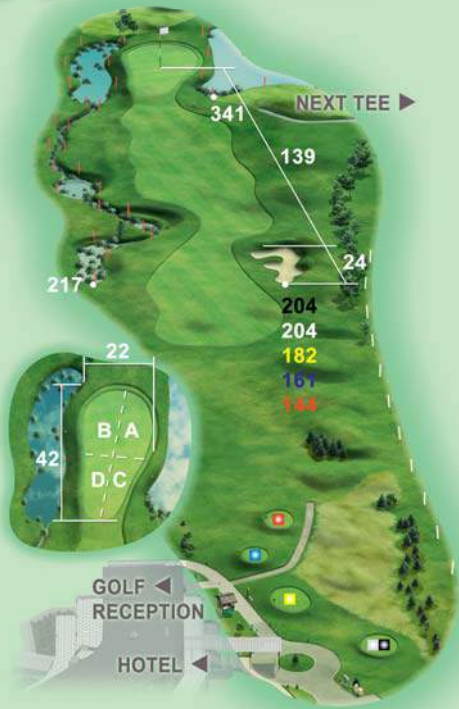 NEXT TEE ▶
341
139
24
217
204
204
182
161
144
22
B A
42
D C
GOLF ◀
RECEPTION
HOTEL ◀